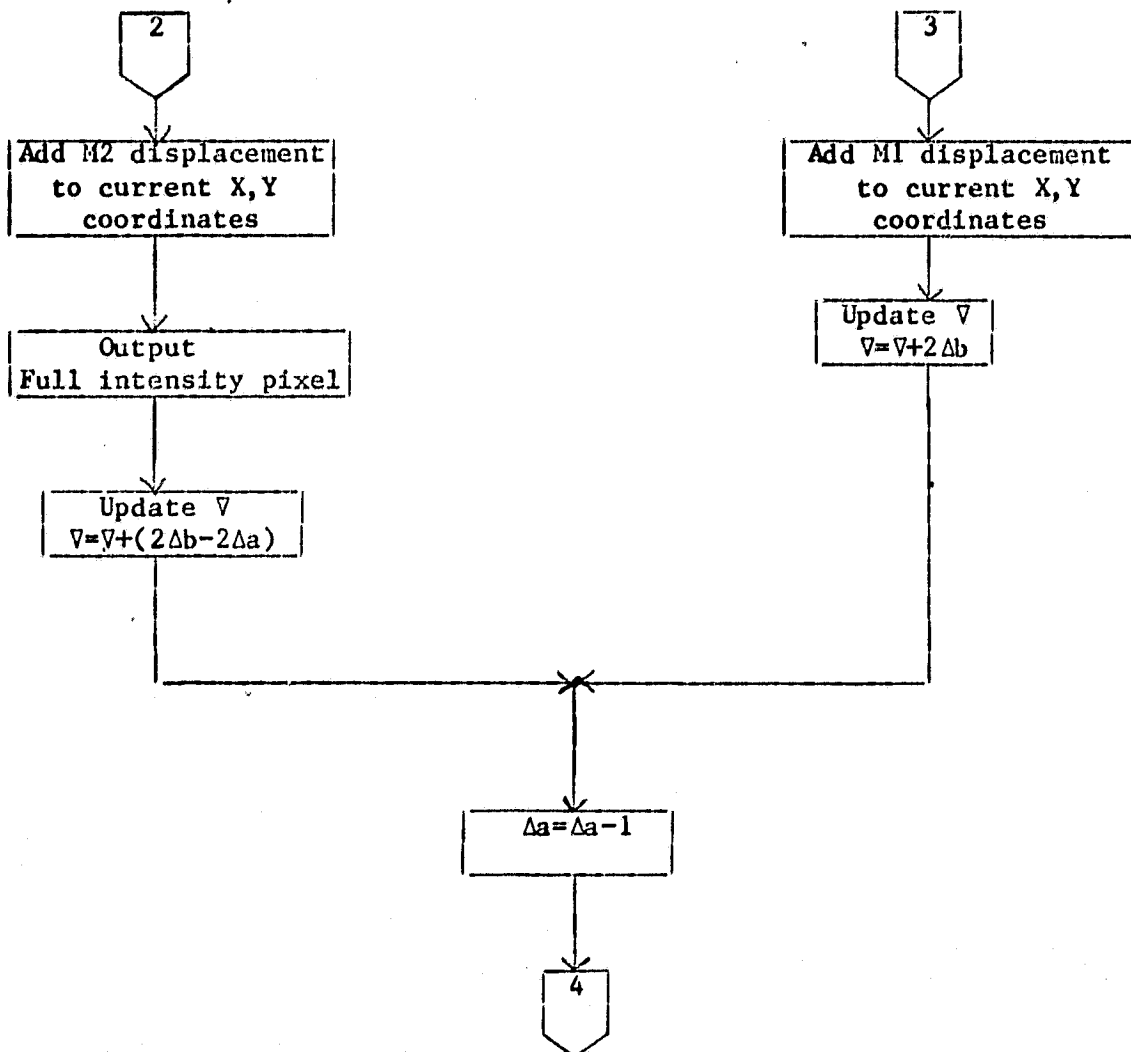 2
Add M2 displacement
to current X,Y
coordinates
Output
Full intensity pixel
Update ∇
∇=∇+(2Δb-2Δa)
3
Add M1 displacement
to current X,Y
coordinates
Update ∇
∇=∇+2Δb
Δa=Δa-1
4